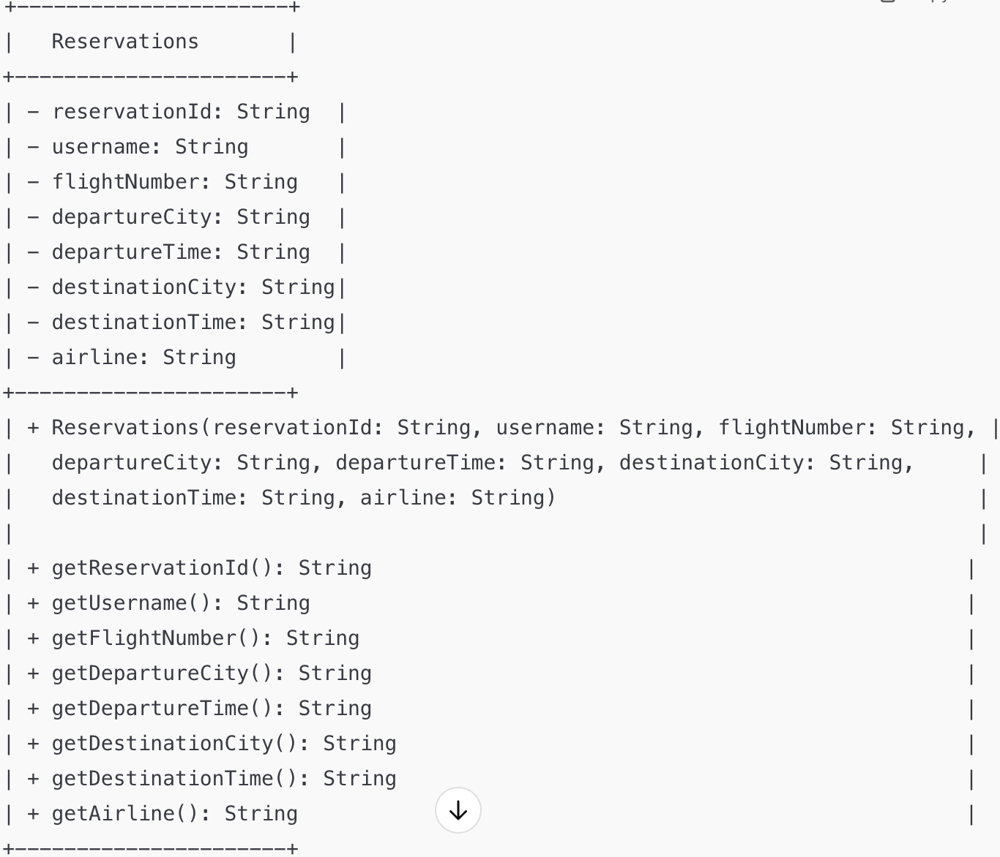 +----------------------+
|   Reservations       |
+----------------------+
| - reservationId: String  |
| - username: String       |
| - flightNumber: String   |
| - departureCity: String  |
| - departureTime: String  |
| - destinationCity: String|
| - destinationTime: String|
| - airline: String        |
+----------------------+
| + Reservations(reservationId: String, username: String, flightNumber: String, |
|   departureCity: String, departureTime: String, destinationCity: String,     |
|   destinationTime: String, airline: String)                                  |
|                                                                              |
| + getReservationId(): String                                                |
| + getUsername(): String                                                     |
| + getFlightNumber(): String                                                 |
| + getDepartureCity(): String                                                |
| + getDepartureTime(): String                                                |
| + getDestinationCity(): String                                              |
| + getDestinationTime(): String                                              |
| + getAirline(): String                                                      |
+----------------------+